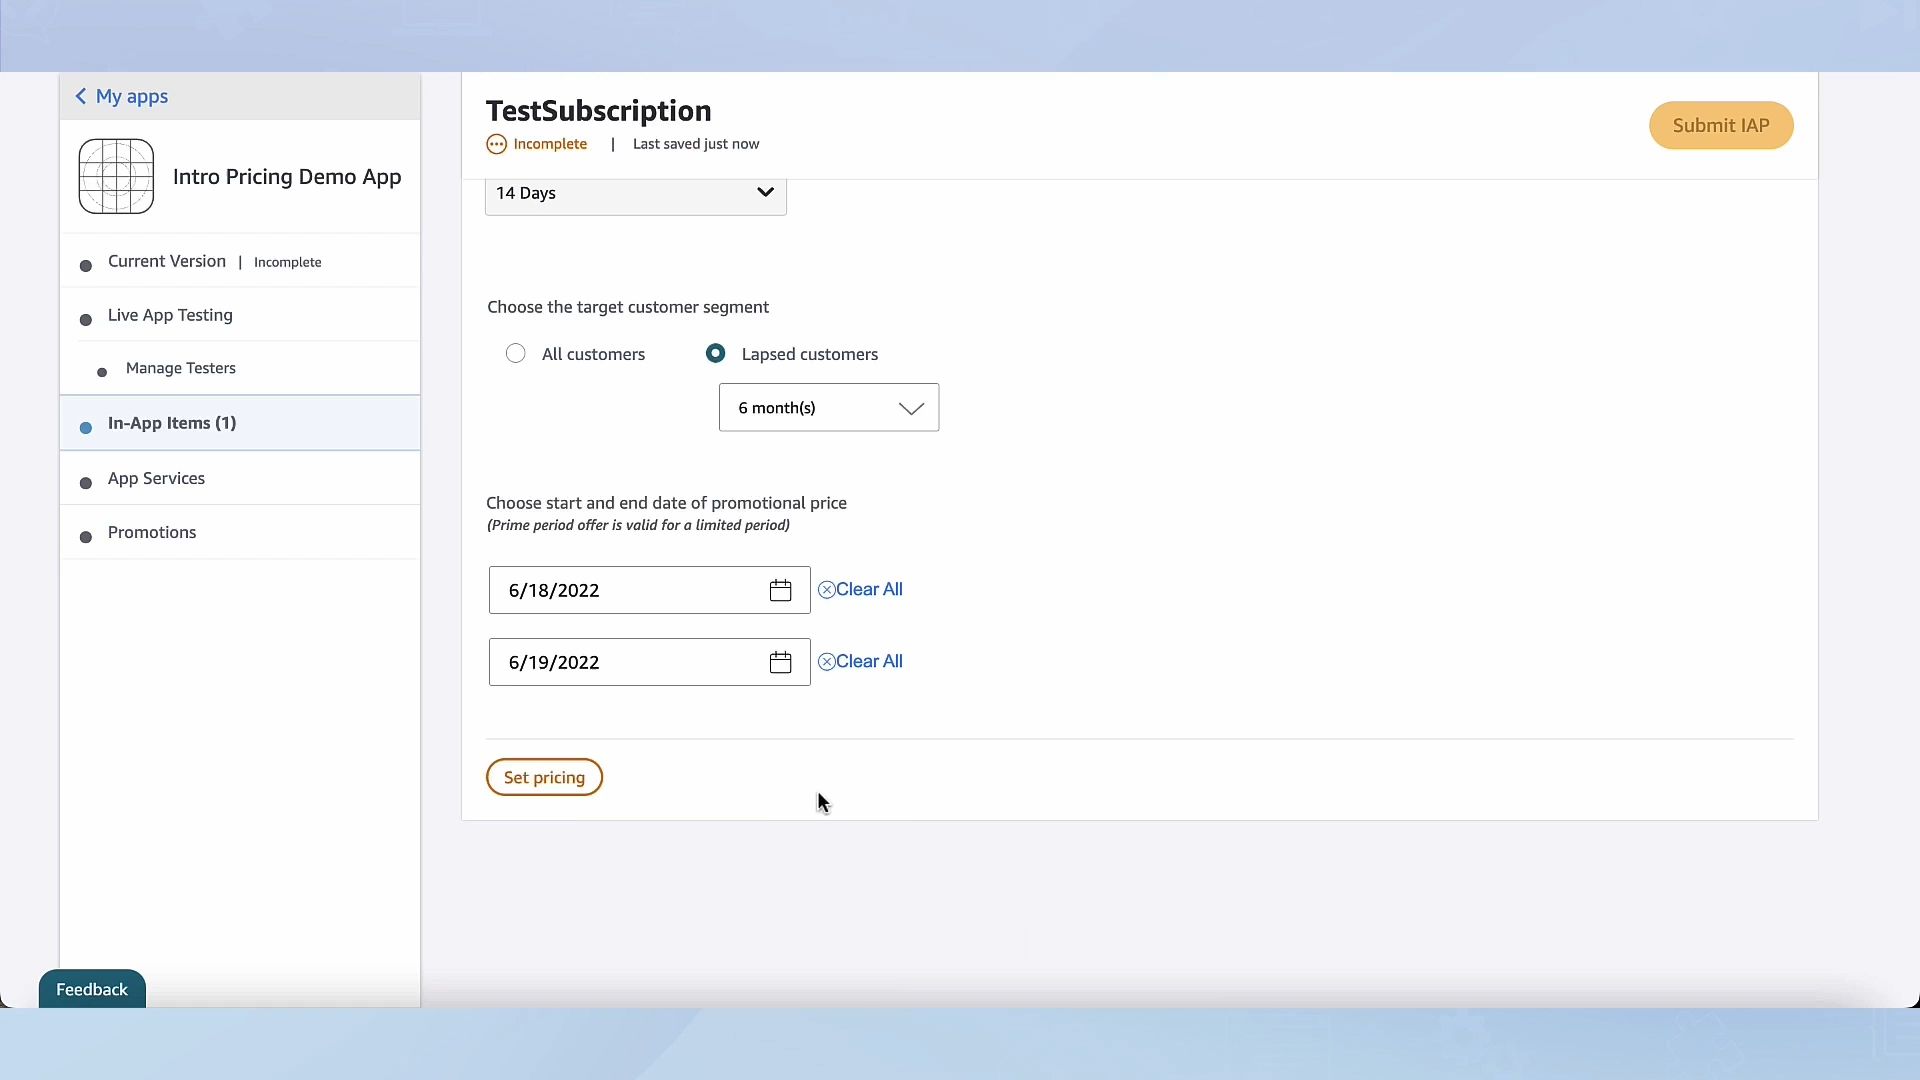 My apps
Intro Pricing Demo App
Current Version | Incomplete
Live App Testing
Manage Testers
In-App Items (1)
App Services
Promotions
Feedback
TestSubscription
Incomplete | Last saved just now
Submit IAP
14 Days
Choose the target customer segment
All customers
Lapsed customers
6 month(s)
Choose start and end date of promotional price
(Prime period offer is valid for a limited period)
6/18/2022
Clear All
6/19/2022
Clear All
Set pricing